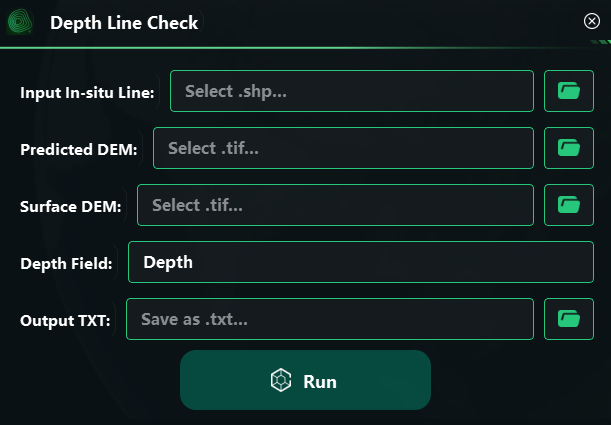 Depth Line Check
Input In-situ Line: Select .shp...
Predicted DEM: Select .tif...
Surface DEM: Select .tif...
Depth Field: Depth
Output TXT: Save as .txt...
Run